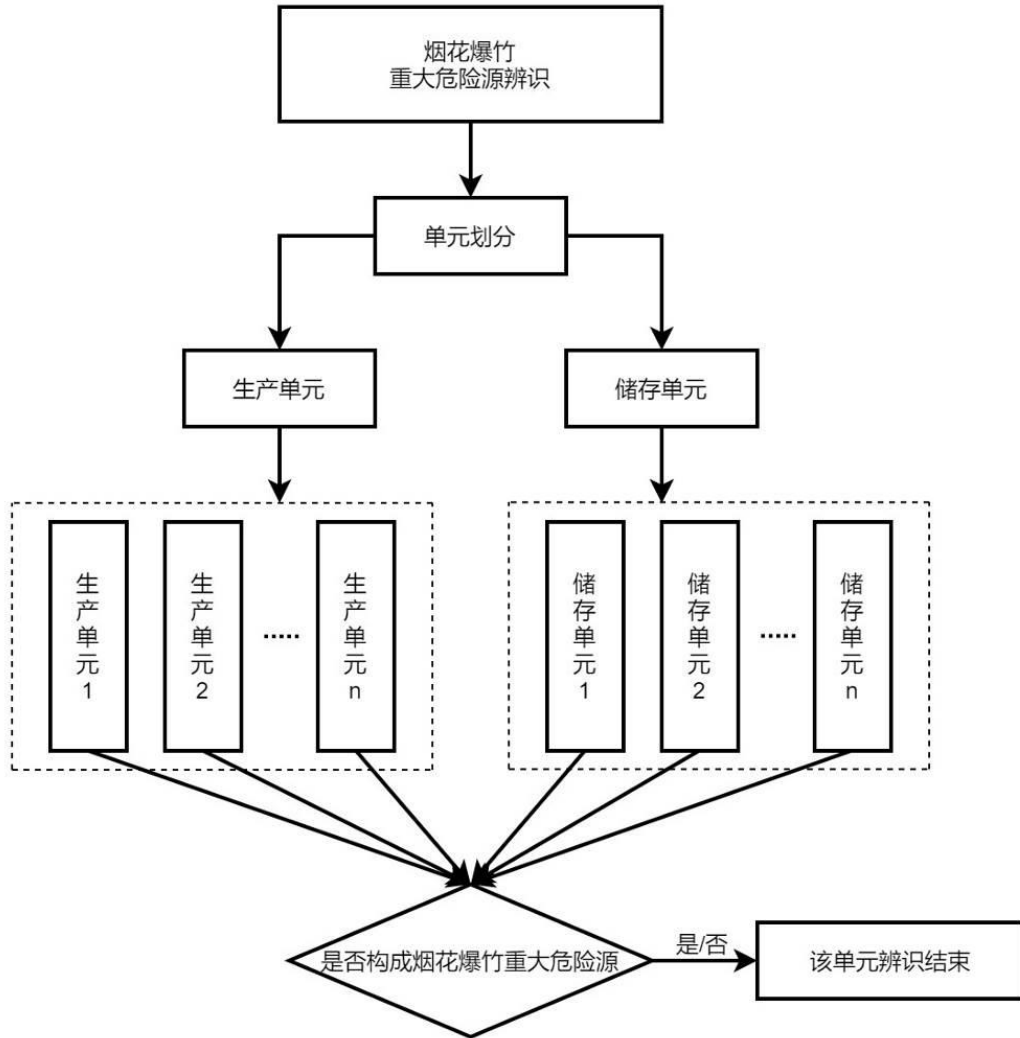 烟花爆竹
重大危险源辨识
单元划分
生产单元
储存单元
生产单元1
生产单元2
......
生产单元n
储存单元1
储存单元2
......
储存单元n
是否构成烟花爆竹重大危险源
是/否
该单元辨识结束